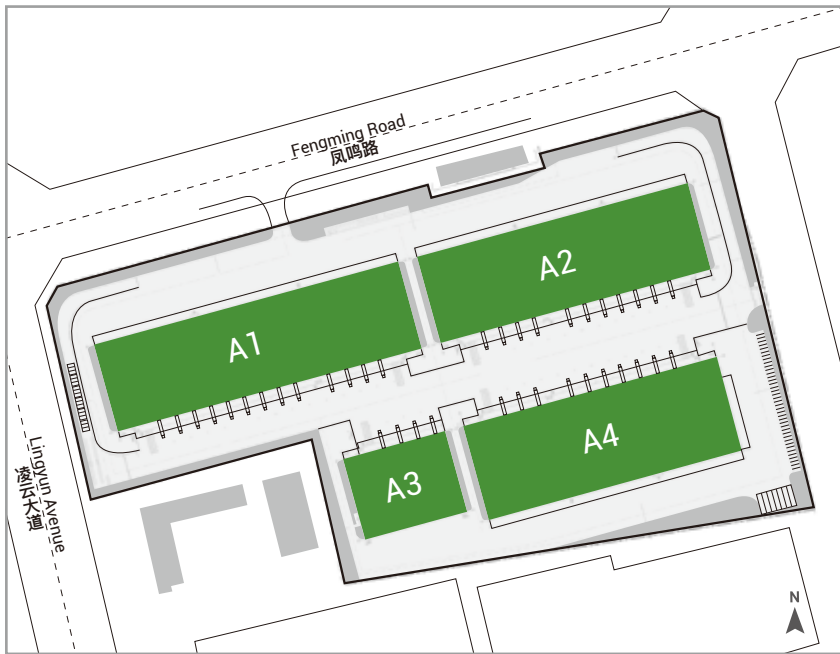 Fengming Road
凤鸣路
A2
A1
A4
A3
Lingyun Avenue
凌云大道
N